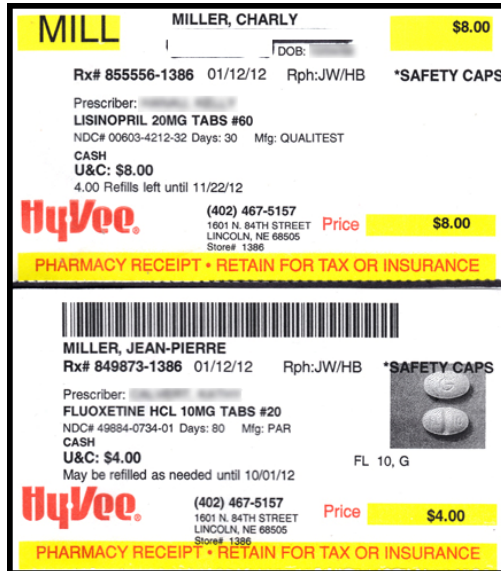 MILL
MILLER, CHARLY
$8.00
DOB:
Rx# 855556-1386 01/12/12 Rph:JW/HB *SAFETY CAPS
Prescriber:
LISINOPRIL 20MG TABS #60
NDC# 00603-4212-32 Days: 30 Mfg: QUALITEST
CASH
U&C: $8.00
4.00 Refills left until 11/22/12
HyVee.
(402) 467-5157
1601 N. 84TH STREET
LINCOLN, NE 68505
Store# 1386
Price $8.00
PHARMACY RECEIPT • RETAIN FOR TAX OR INSURANCE
MILLER, JEAN-PIERRE
Rx# 849873-1386 01/12/12 Rph:JW/HB *SAFETY CAPS
Prescriber:
FLUOXETINE HCL 10MG TABS #20
NDC# 49884-0734-01 Days: 80 Mfg: PAR
CASH
U&C: $4.00
May be refilled as needed until 10/01/12
FL 10, G
HyVee.
(402) 467-5157
1601 N. 84TH STREET
LINCOLN, NE 68505
Store# 1386
Price $4.00
PHARMACY RECEIPT • RETAIN FOR TAX OR INSURANCE